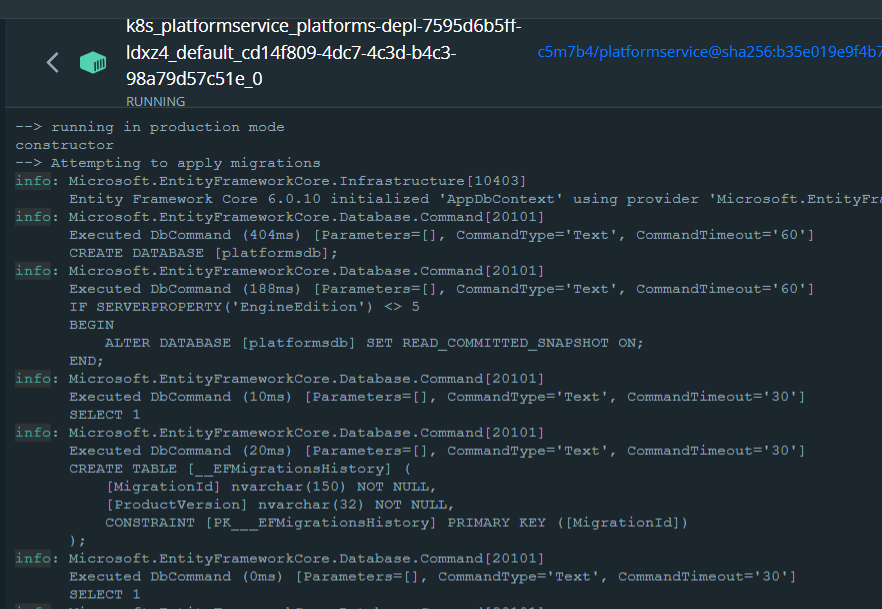 k8s_platformservice_platforms-depl-7595d6b5ff-
ldxz4_default_cd14f809-4dc7-4c3d-b4c3-
98a79d57c51e_0
c5m7b4/platformservice@sha256:b35e019e9f4b7
RUNNING
--> running in production mode
constructor
--> Attempting to apply migrations
info: Microsoft.EntityFrameworkCore.Infrastructure[10403]
Entity Framework Core 6.0.10 initialized 'AppDbContext' using provider 'Microsoft.EntityFra
info: Microsoft.EntityFrameworkCore.Database.Command[20101]
Executed DbCommand (404ms) [Parameters=[], CommandType='Text', CommandTimeout='60']
CREATE DATABASE [platformsdb];
info: Microsoft.EntityFrameworkCore.Database.Command[20101]
Executed DbCommand (188ms) [Parameters=[], CommandType='Text', CommandTimeout='60']
IF SERVERPROPERTY('EngineEdition') <> 5
BEGIN
ALTER DATABASE [platformsdb] SET READ_COMMITTED_SNAPSHOT ON;
END;
info: Microsoft.EntityFrameworkCore.Database.Command[20101]
Executed DbCommand (10ms) [Parameters=[], CommandType='Text', CommandTimeout='30']
SELECT 1
info: Microsoft.EntityFrameworkCore.Database.Command[20101]
Executed DbCommand (20ms) [Parameters=[], CommandType='Text', CommandTimeout='30']
CREATE TABLE [__EFMigrationsHistory] (
[MigrationId] nvarchar(150) NOT NULL,
[ProductVersion] nvarchar(32) NOT NULL,
CONSTRAINT [PK___EFMigrationsHistory] PRIMARY KEY ([MigrationId])
);
info: Microsoft.EntityFrameworkCore.Database.Command[20101]
Executed DbCommand (0ms) [Parameters=[], CommandType='Text', CommandTimeout='30']
SELECT 1